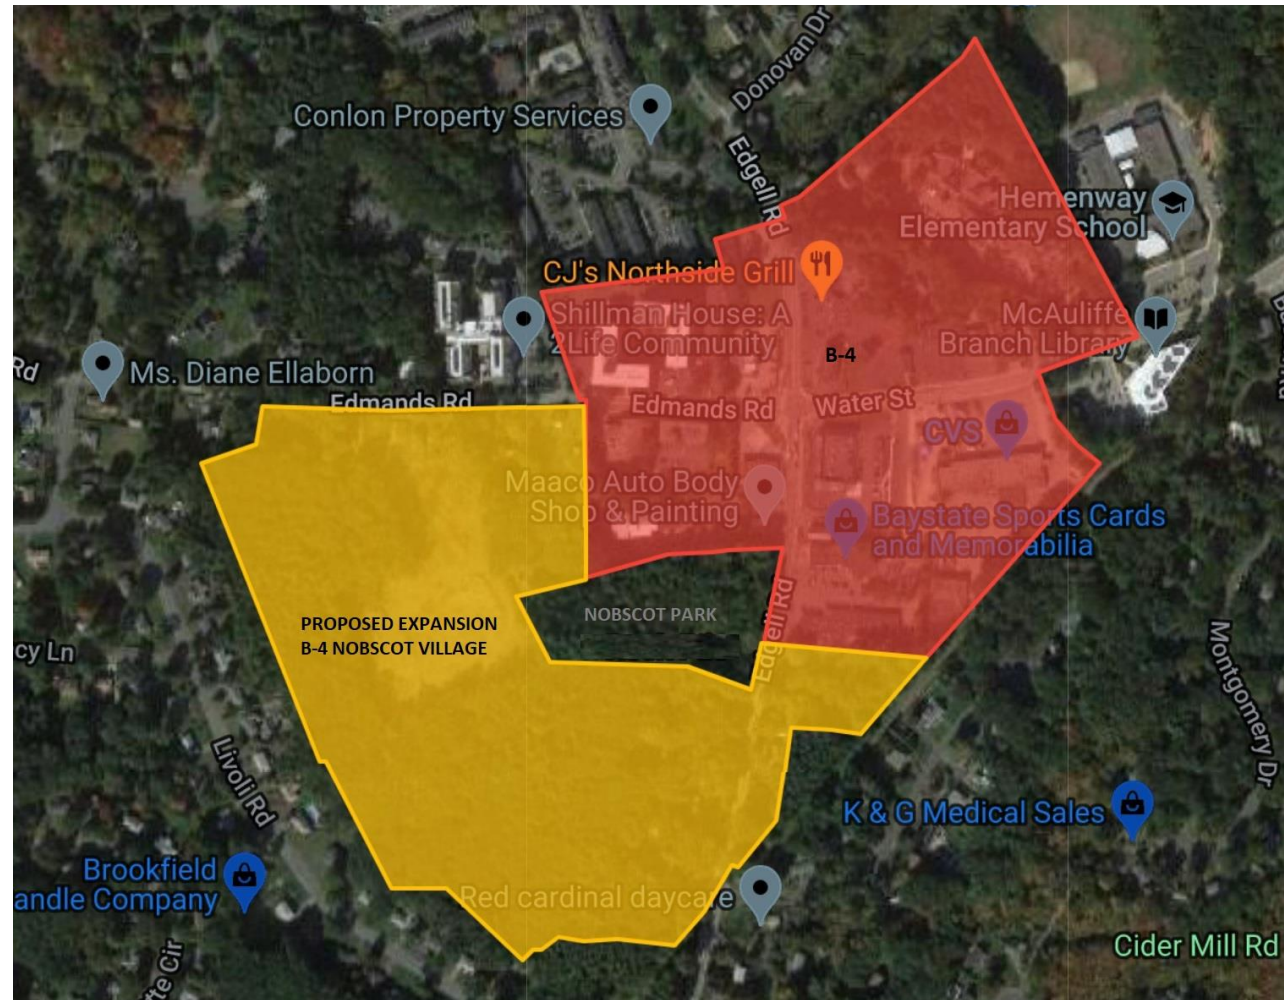 Donovan Dr
Conlon Property Services
Edgell Rd
Hemenway
Elementary School
CJ's Northside Grill
Shillman House: A
2Life Community
McAuliffe
Branch Library
B-4
Rd
Ms. Diane Ellaborn
Edmands Rd
Edmands Rd
Water St
CVS
Maaco Auto Body
Shop & Painting
Baystate Sports Cards
and Memorabilia
NOBSCOT PARK
Edgell Rd
PROPOSED EXPANSION
B-4 NOBSCOT VILLAGE
cy Ln
Montgomery Dr
Livoli Rd
K & G Medical Sales
Brookfield
andle Company
Red cardinal daycare
Cider Mill Rd
tte Cir